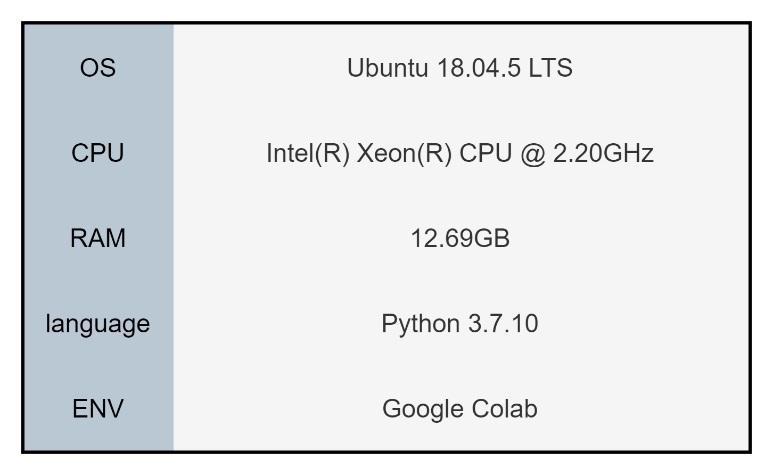 OS Ubuntu 18.04.5 LTS
CPU Intel(R) Xeon(R) CPU @ 2.20GHz
RAM 12.69GB
language Python 3.7.10
ENV Google Colab